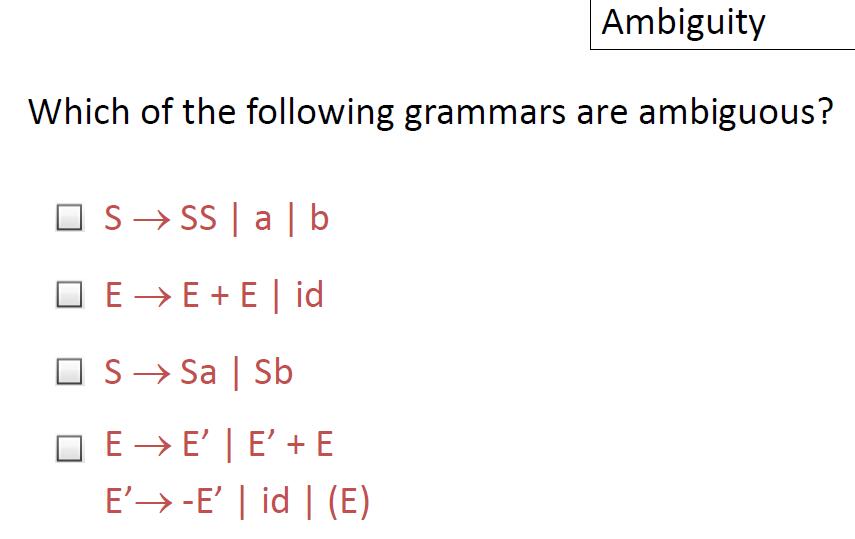 Ambiguity
Which of the following grammars are ambiguous?
S → SS | a | b
E → E + E | id
S → Sa | Sb
E → E’ | E’ + E
E’→ -E’ | id | (E)